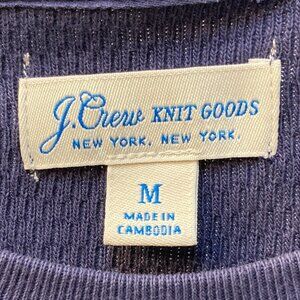 J.Crew KNIT GOODS
NEW YORK, NEW YORK.
M
MADE IN
CAMBODIA